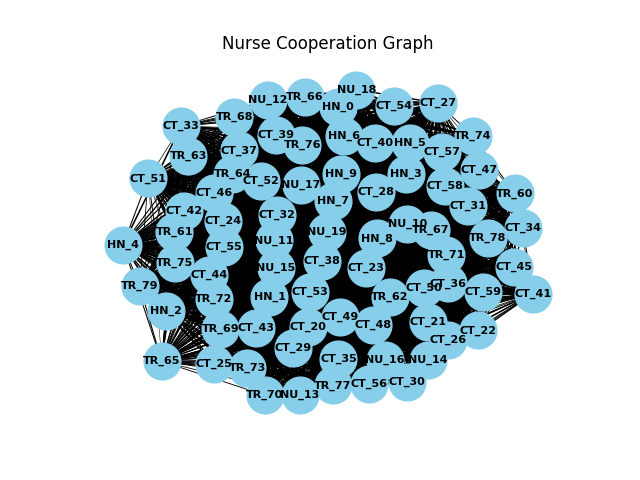 Nurse Cooperation Graph
NU_18
TR_66
NU_12
CT_27
CT_54
HN_0
TR_68
CT_33
CT_39
HN_6
TR_74
CT_40
HN_5
TR_76
CT_37
CT_57
TR_63
CT_47
TR_64
HN_9
HN_3
CT_51
CT_52
NU_17
CT_58
CT_46
CT_28
TR_60
HN_7
CT_31
CT_42
CT_32
CT_24
NU_10
CT_34
TR_67
TR_61
NU_19
TR_78
HN_8
NU_11
HN_4
CT_55
TR_71
CT_38
TR_75
NU_15
CT_23
CT_45
CT_44
CT_36
TR_79
CT_50
CT_53
CT_59
CT_41
HN_1
TR_62
TR_72
HN_2
CT_49
CT_21
CT_48
CT_20
CT_43
TR_69
CT_22
CT_26
CT_29
CT_35
NU_16
NU_14
TR_65
CT_25
TR_73
CT_30
CT_56
TR_77
TR_70
NU_13